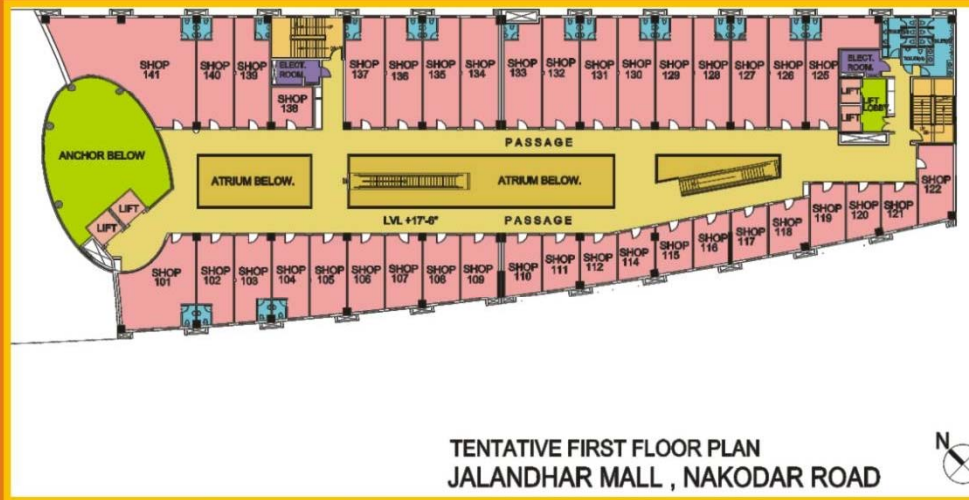 SHOP
141
SHOP
140
SHOP
139
ELECT.
ROOM.
SHOP
138
SHOP
137
SHOP
136
SHOP
135
SHOP
134
SHOP
133
SHOP
132
SHOP
131
SHOP
130
SHOP
129
SHOP
128
SHOP
127
SHOP
126
SHOP
125
ELECT.
ROOM.
LIFT
LIFT
LIFT
LOBBY.
ANCHOR BELOW
PASSAGE
ATRIUM BELOW.
ATRIUM BELOW.
LIFT
LIFT
LVL +17'-6"
PASSAGE
SHOP
101
SHOP
102
SHOP
103
SHOP
104
SHOP
105
SHOP
106
SHOP
107
SHOP
108
SHOP
109
SHOP
110
SHOP
111
SHOP
112
SHOP
114
SHOP
115
SHOP
116
SHOP
117
SHOP
118
SHOP
119
SHOP
120
SHOP
121
SHOP
122
TENTATIVE FIRST FLOOR PLAN
JALANDHAR MALL , NAKODAR ROAD
N